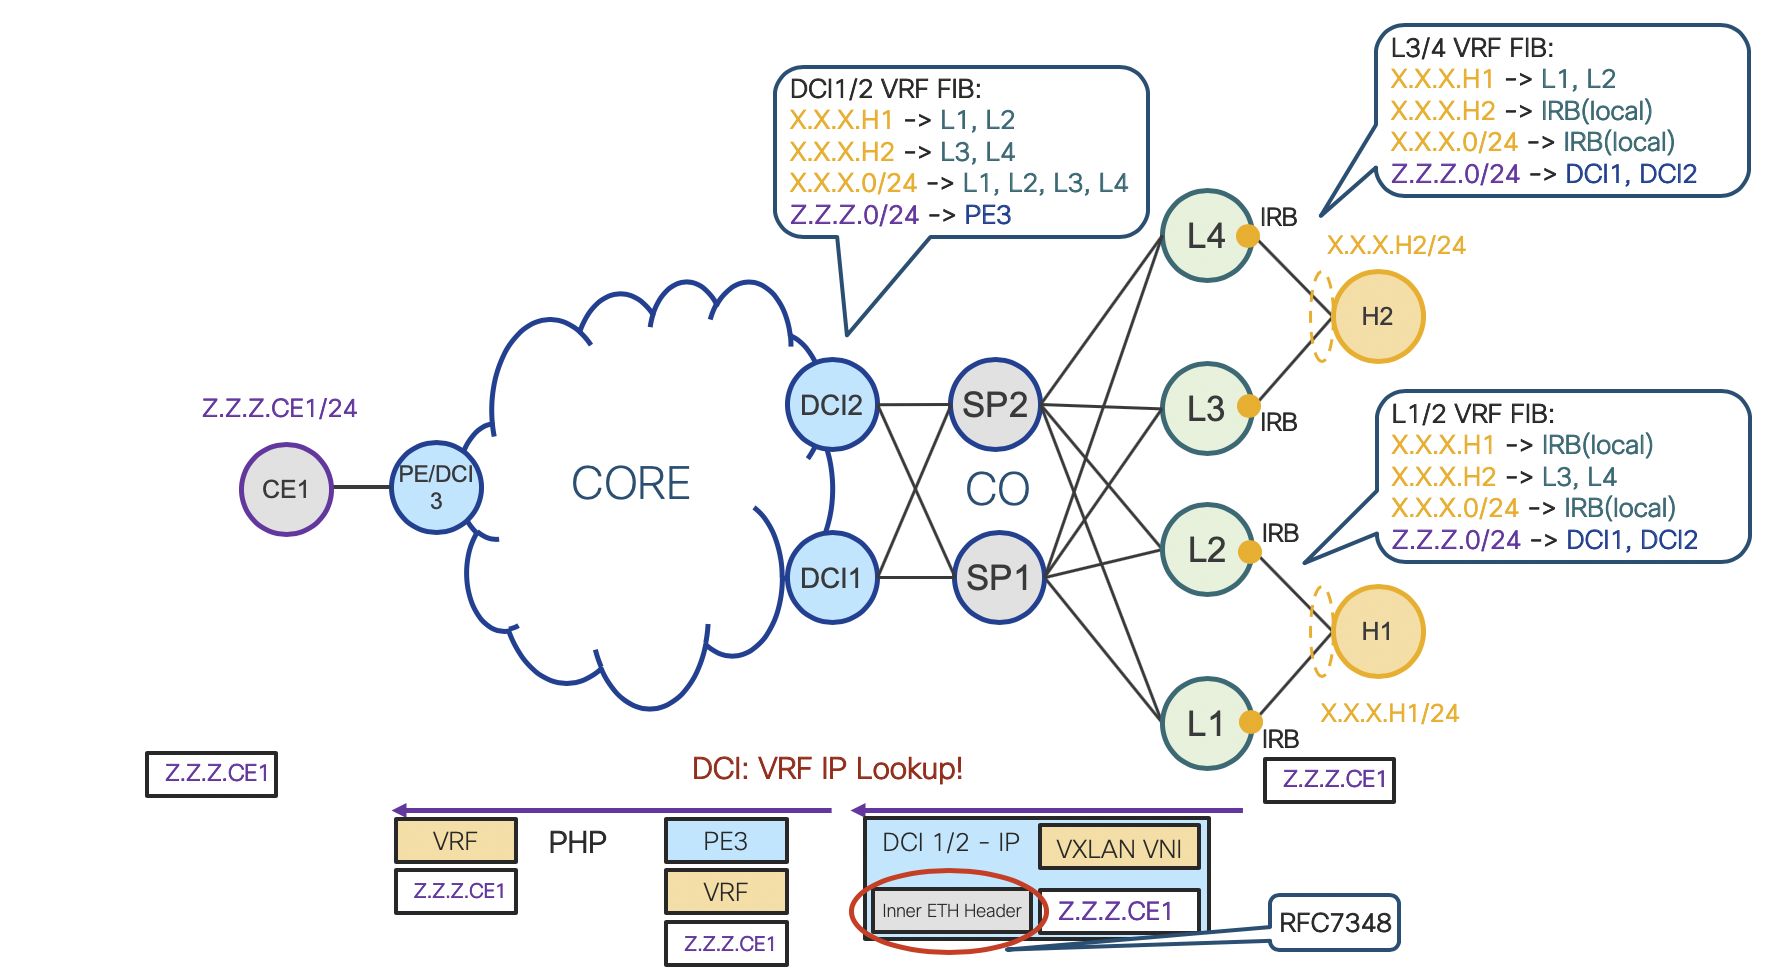 L3/4 VRF FIB:
X.X.X.H1 -> L1, L2
X.X.X.H2 -> IRB(local)
X.X.X.0/24 -> IRB(local)
Z.Z.Z.0/24 -> DCI1, DCI2
DCI1/2 VRF FIB:
X.X.X.H1 -> L1, L2
X.X.X.H2 -> L3, L4
X.X.X.0/24 -> L1, L2, L3, L4
Z.Z.Z.0/24 -> PE3
L4
IRB
X.X.X.H2/24
H2
L3
IRB
Z.Z.Z.CE1/24
CE1
PE/DCI
3
CORE
DCI2
SP2
CO
DCI1
SP1
L1/2 VRF FIB:
X.X.X.H1 -> IRB(local)
X.X.X.H2 -> L3, L4
X.X.X.0/24 -> IRB(local)
Z.Z.Z.0/24 -> DCI1, DCI2
L2
IRB
H1
X.X.X.H1/24
L1
IRB
Z.Z.Z.CE1
DCI: VRF IP Lookup!
Z.Z.Z.CE1
VRF
Z.Z.Z.CE1
PHP
PE3
VRF
Z.Z.Z.CE1
DCI 1/2 - IP
VXLAN VNI
Inner ETH Header
Z.Z.Z.CE1
RFC7348